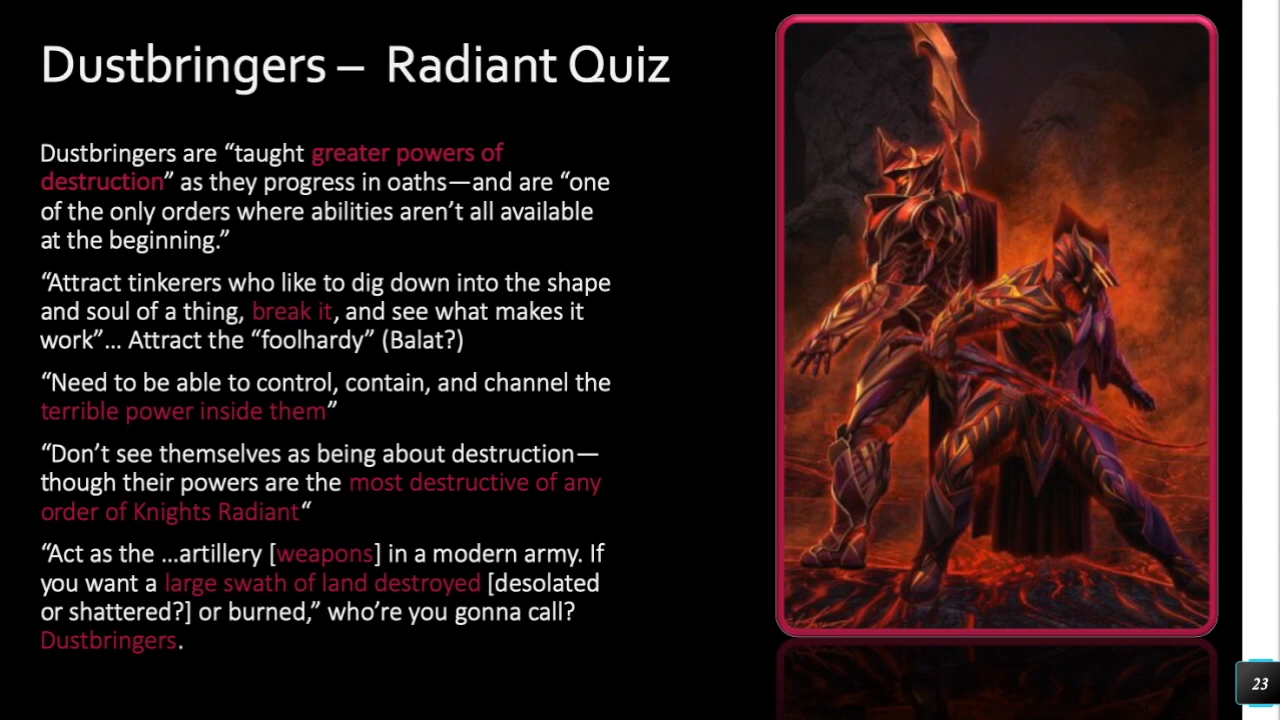 Dustbringers – Radiant Quiz
Dustbringers are “taught greater powers of
destruction” as they progress in oaths—and are “one
of the only orders where abilities aren’t all available
at the beginning.”
“Attract tinkerers who like to dig down into the shape
and soul of a thing, break it, and see what makes it
work”... Attract the “foolhardy” (Balat?)
“Need to be able to control, contain, and channel the
terrible power inside them”
“Don’t see themselves as being about destruction—
though their powers are the most destructive of any
order of Knights Radiant“
“Act as the ...artillery [weapons] in a modern army. If
you want a large swath of land destroyed [desolated
or shattered?] or burned,” who’re you gonna call?
Dustbringers.
23